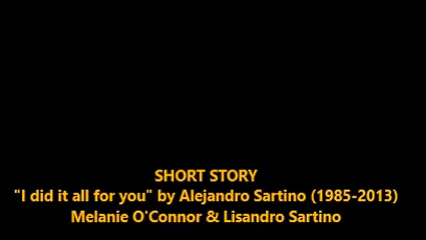 SHORT STORY
"I did it all for you" by Alejandro Sartino (1985-2013)
Melanie O'Connor & Lisandro Sartino